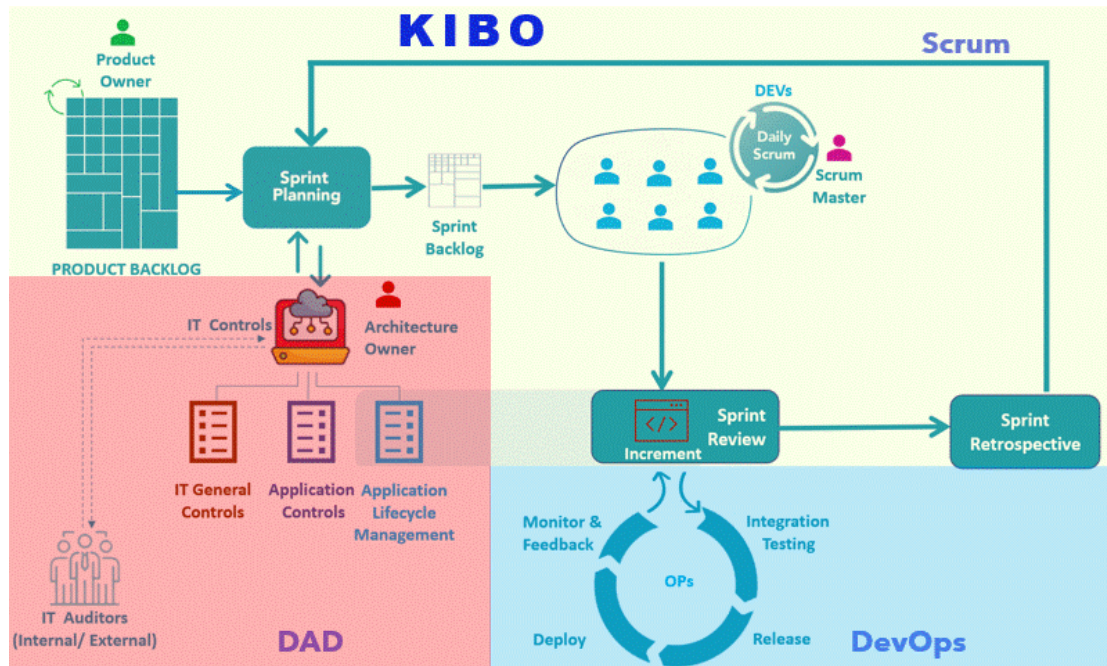 KIBO
Scrum
Product
Owner
DEVs
Daily
Scrum
Scrum
Master
Sprint
Planning
Sprint
Backlog
PRODUCT BACKLOG
IT Controls
Architecture
Owner
</>
Increment
Sprint
Review
Sprint
Retrospective
IT General
Controls
Application
Controls
Application
Lifecycle
Management
Monitor &
Feedback
Integration
Testing
OPs
Deploy
Release
IT Auditors
(Internal/ External)
DAD
DevOps